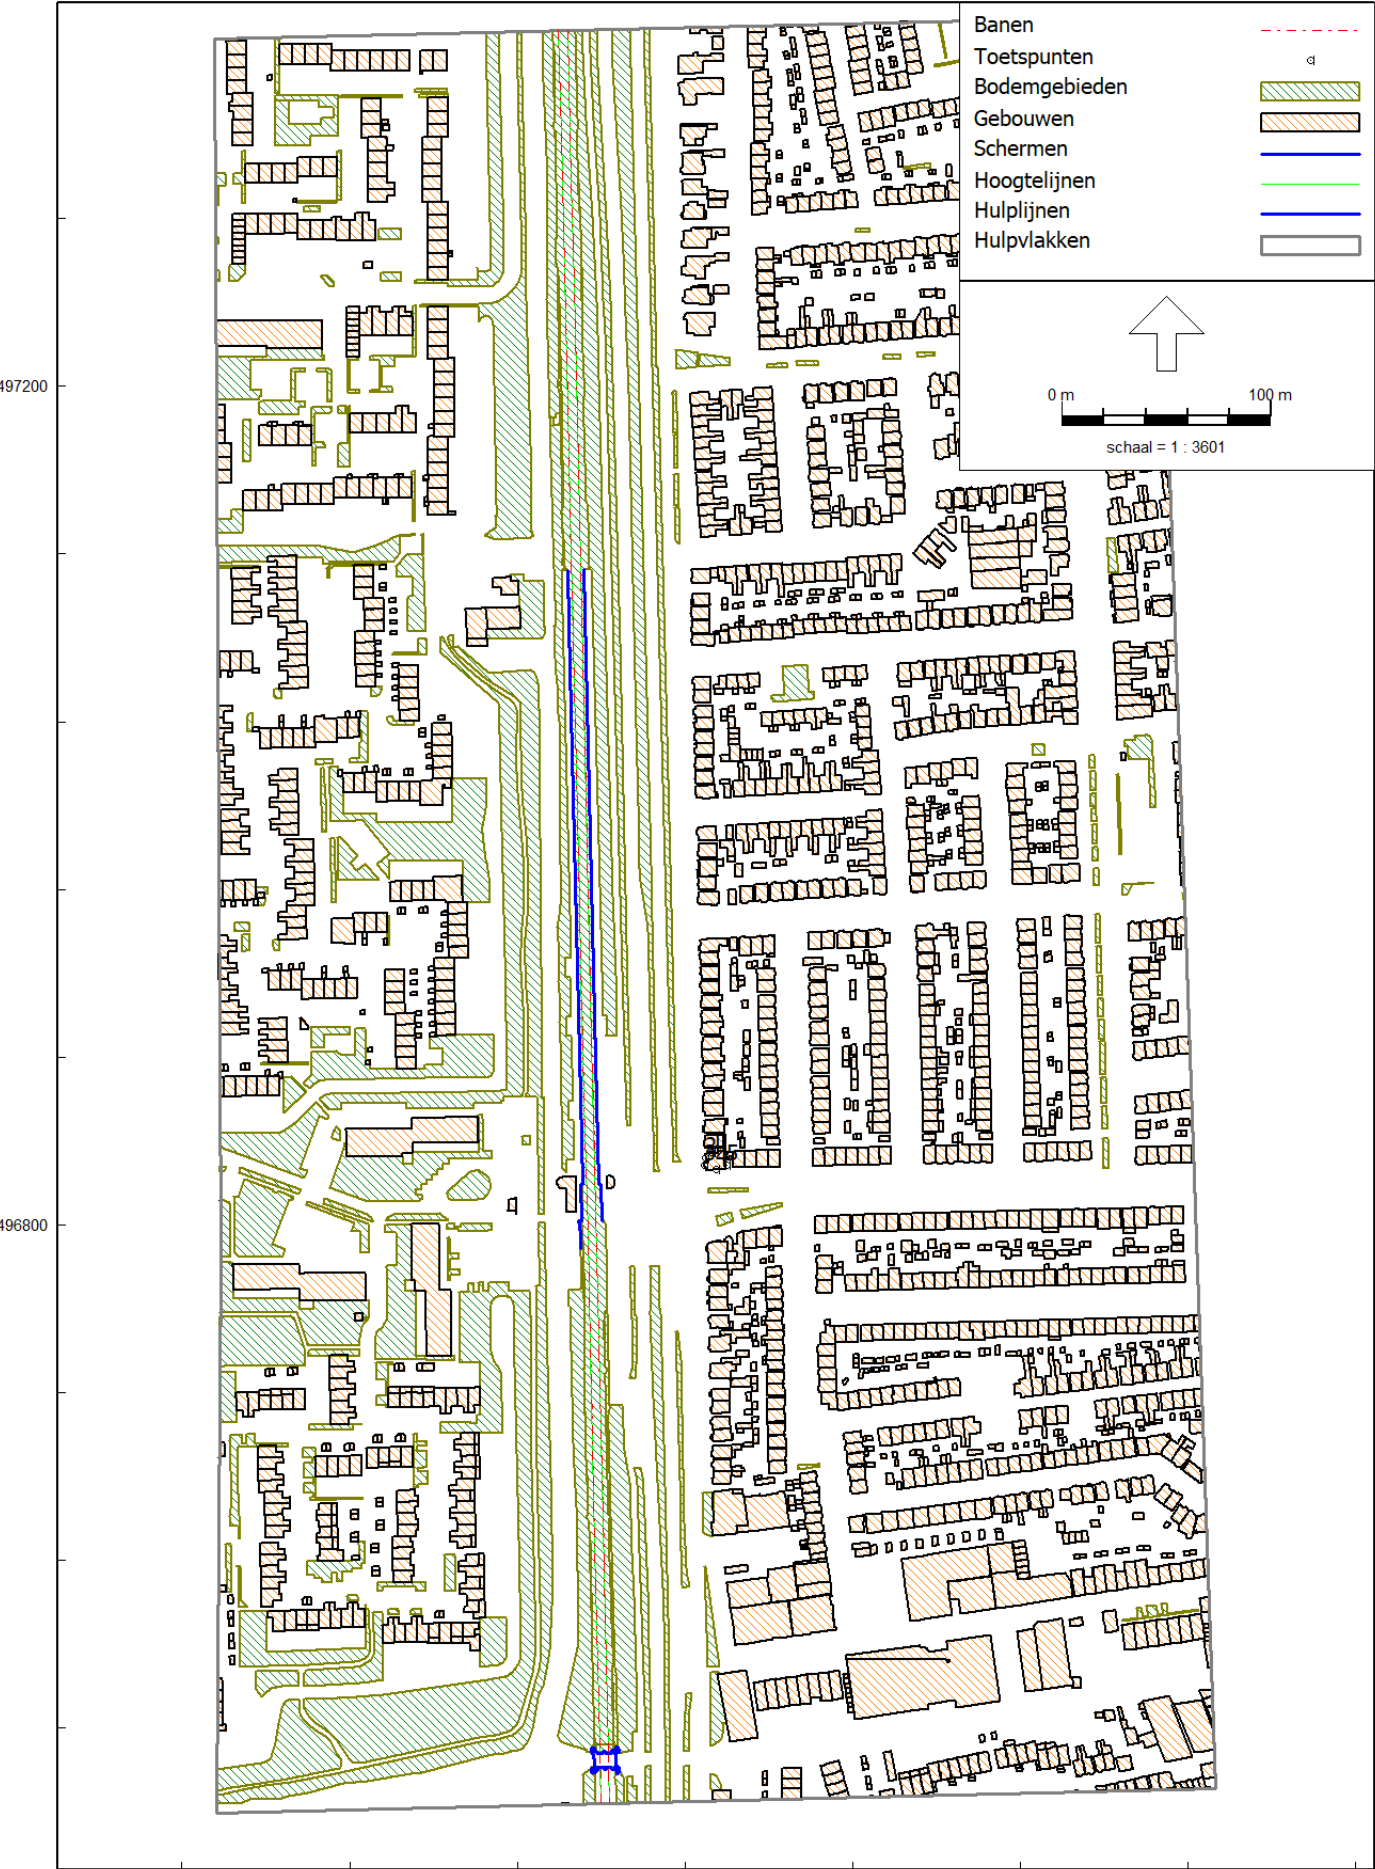 Banen
Toetspunten
Bodemgebieden
Gebouwen
Schermen
Hoogtelijnen
Hulplijnen
Hulpvlakken
0 m 100 m
schaal = 1 : 3601
497200
496800